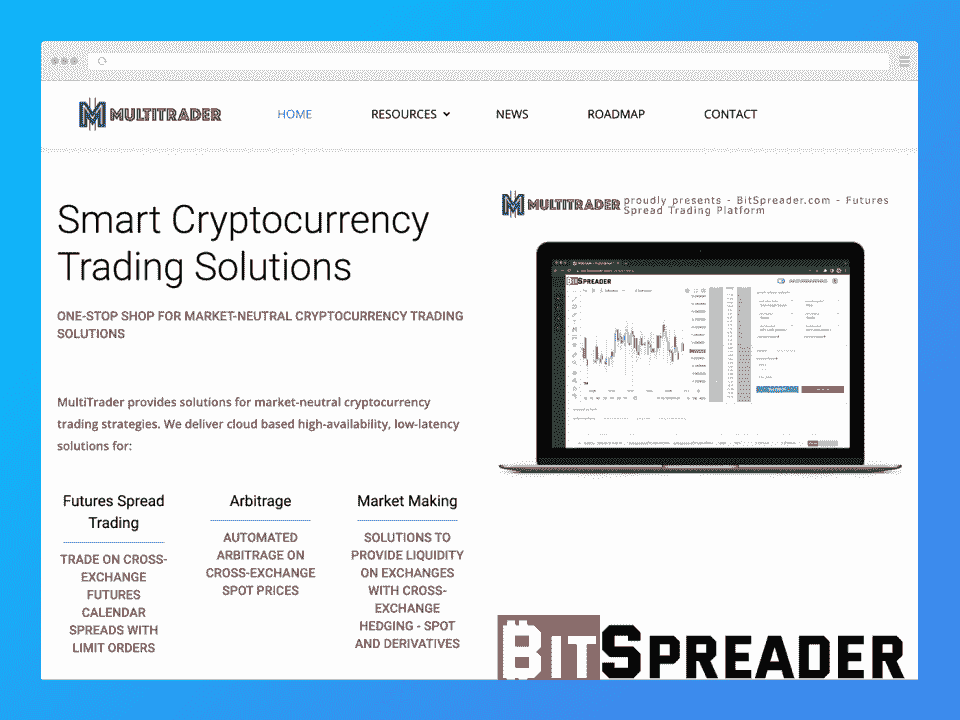 MULTITRADER
HOME
RESOURCES
NEWS
ROADMAP
CONTACT
Smart Cryptocurrency
Trading Solutions
ONE-STOP SHOP FOR MARKET-NEUTRAL CRYPTOCURRENCY TRADING
SOLUTIONS
MultiTrader provides solutions for market-neutral cryptocurrency
trading strategies. We deliver cloud based high-availability, low-latency
solutions for:
Futures Spread
Trading
TRADE ON CROSS-
EXCHANGE
FUTURES
CALENDAR
SPREADS WITH
LIMIT ORDERS
Arbitrage
AUTOMATED
ARBITRAGE ON
CROSS-EXCHANGE
SPOT PRICES
Market Making
SOLUTIONS TO
PROVIDE LIQUIDITY
ON EXCHANGES
WITH CROSS-
EXCHANGE
HEDGING - SPOT
AND DERIVATIVES
MULTITRADER proudly presents - BitSpreader.com - Futures
Spread Trading Platform
BITSPREADER
BITSPREADER